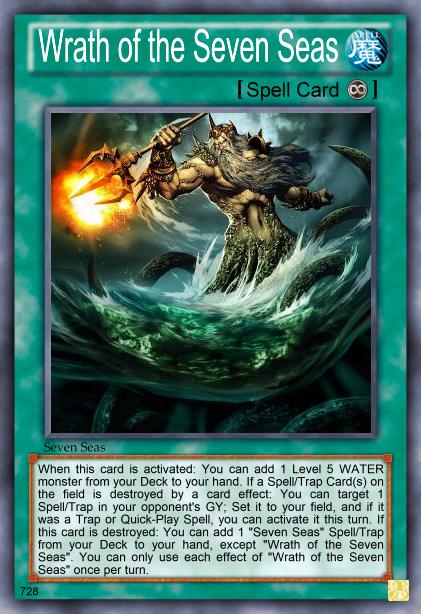 Wrath of the Seven Seas
SPELL
魔
[Spell Card ]
Seven Seas
When this card is activated: You can add 1 Level 5 WATER
monster from your Deck to your hand. If a Spell/Trap Card(s) on
the field is destroyed by a card effect: You can target 1
Spell/Trap in your opponent's GY; Set it to your field, and if it
was a Trap or Quick-Play Spell, you can activate it this turn. If
this card is destroyed: You can add 1 "Seven Seas" Spell/Trap
from your Deck to your hand, except "Wrath of the Seven
Seas". You can only use each effect of "Wrath of the Seven
Seas" once per turn.
728